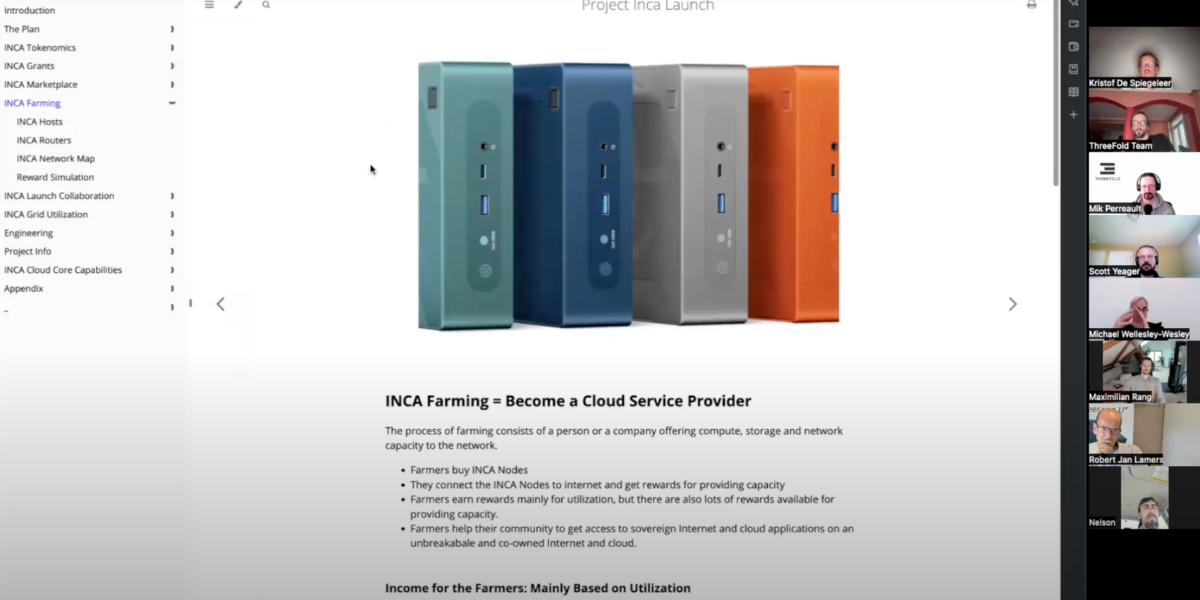 Introduction
The Plan
INCA Tokenomics
INCA Grants
INCA Marketplace
INCA Farming
INCA Hosts
INCA Routers
INCA Network Map
Reward Simulation
INCA Launch Collaboration
INCA Grid Utilization
Engineering
Project Info
INCA Cloud Core Capabilities
Appendix
Project Inca Launch
INCA Farming = Become a Cloud Service Provider
The process of farming consists of a person or a company offering compute, storage and network
capacity to the network.
• Farmers buy INCA Nodes
• They connect the INCA Nodes to internet and get rewards for providing capacity
• Farmers earn rewards mainly for utilization, but there are also lots of rewards available for
providing capacity.
• Farmers help their community to get access to sovereign Internet and cloud applications on an
unbreakabale and co-owned Internet and cloud.
Income for the Farmers: Mainly Based on Utilization
Kristof De Spiegeleer
ThreeFold Team
THREEFOLD
Mik Perreault
Scott Yeager
Michael Wellesley-Wesley
Maximilian Rang
Robert Jan Lamers
Nelson